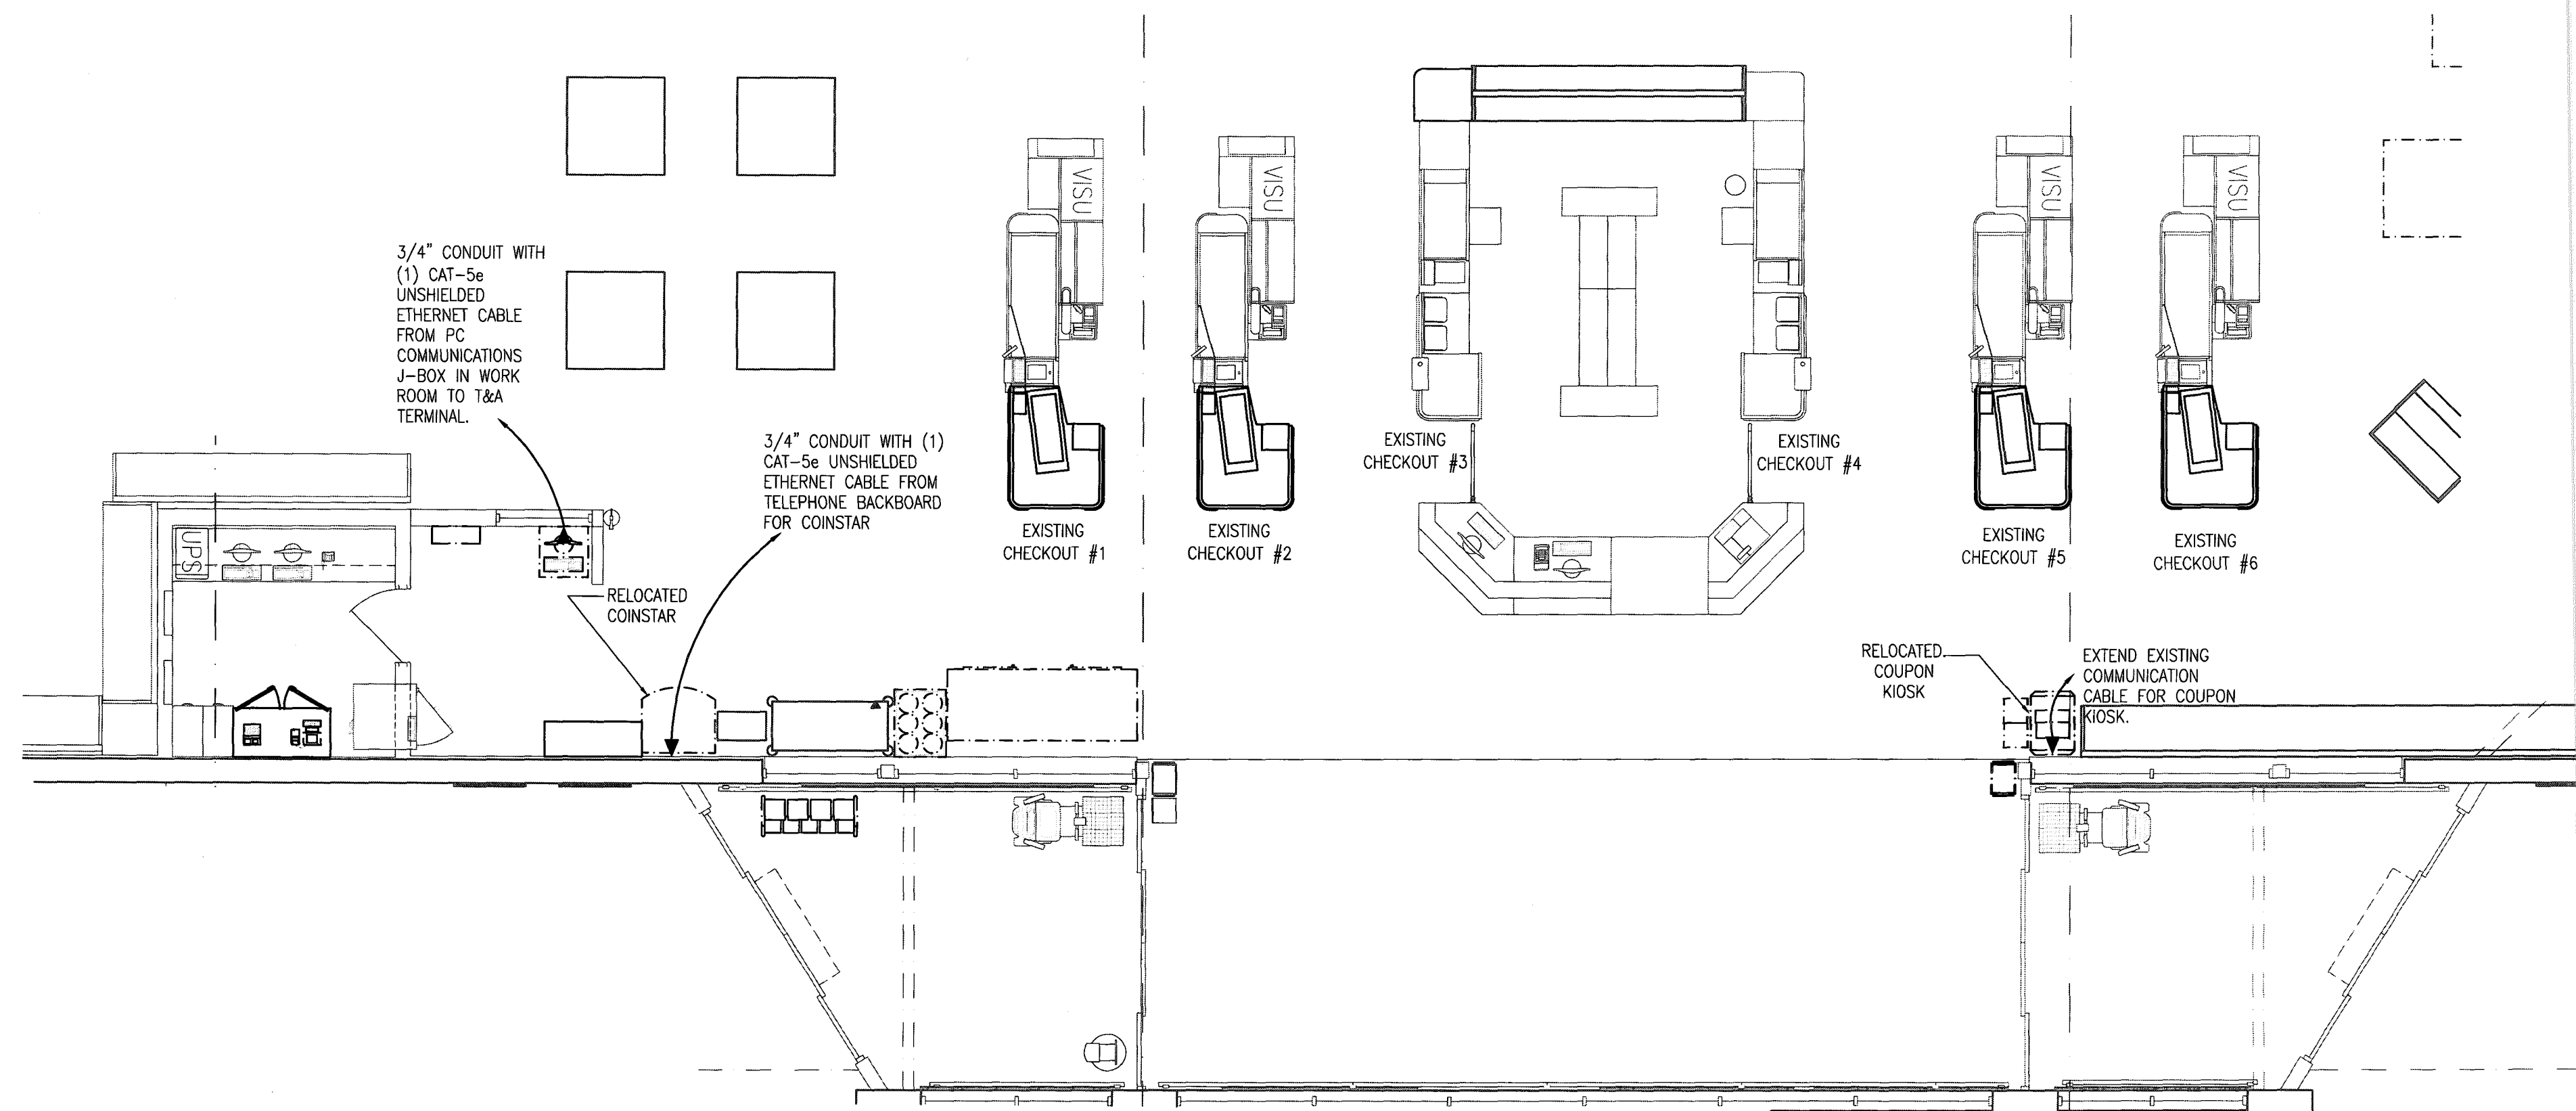 VISU
VISU
VISU
VISU
3/4" CONDUIT WITH
(1) CAT-5e
UNSHIELDED
ETHERNET CABLE
FROM PC
COMMUNICATIONS
J-BOX IN WORK
ROOM TO T&A
TERMINAL.
3/4" CONDUIT WITH (1)
CAT-5e UNSHIELDED
ETHERNET CABLE FROM
TELEPHONE BACKBOARD
FOR COINSTAR
EXISTING
CHECKOUT #1
EXISTING
CHECKOUT #2
EXISTING
CHECKOUT #3
EXISTING
CHECKOUT #4
EXISTING
CHECKOUT #5
EXISTING
CHECKOUT #6
UPS
RELOCATED
COINSTAR
RELOCATED
COUPON
KIOSK
EXTEND EXISTING
COMMUNICATION
CABLE FOR COUPON
KIOSK.